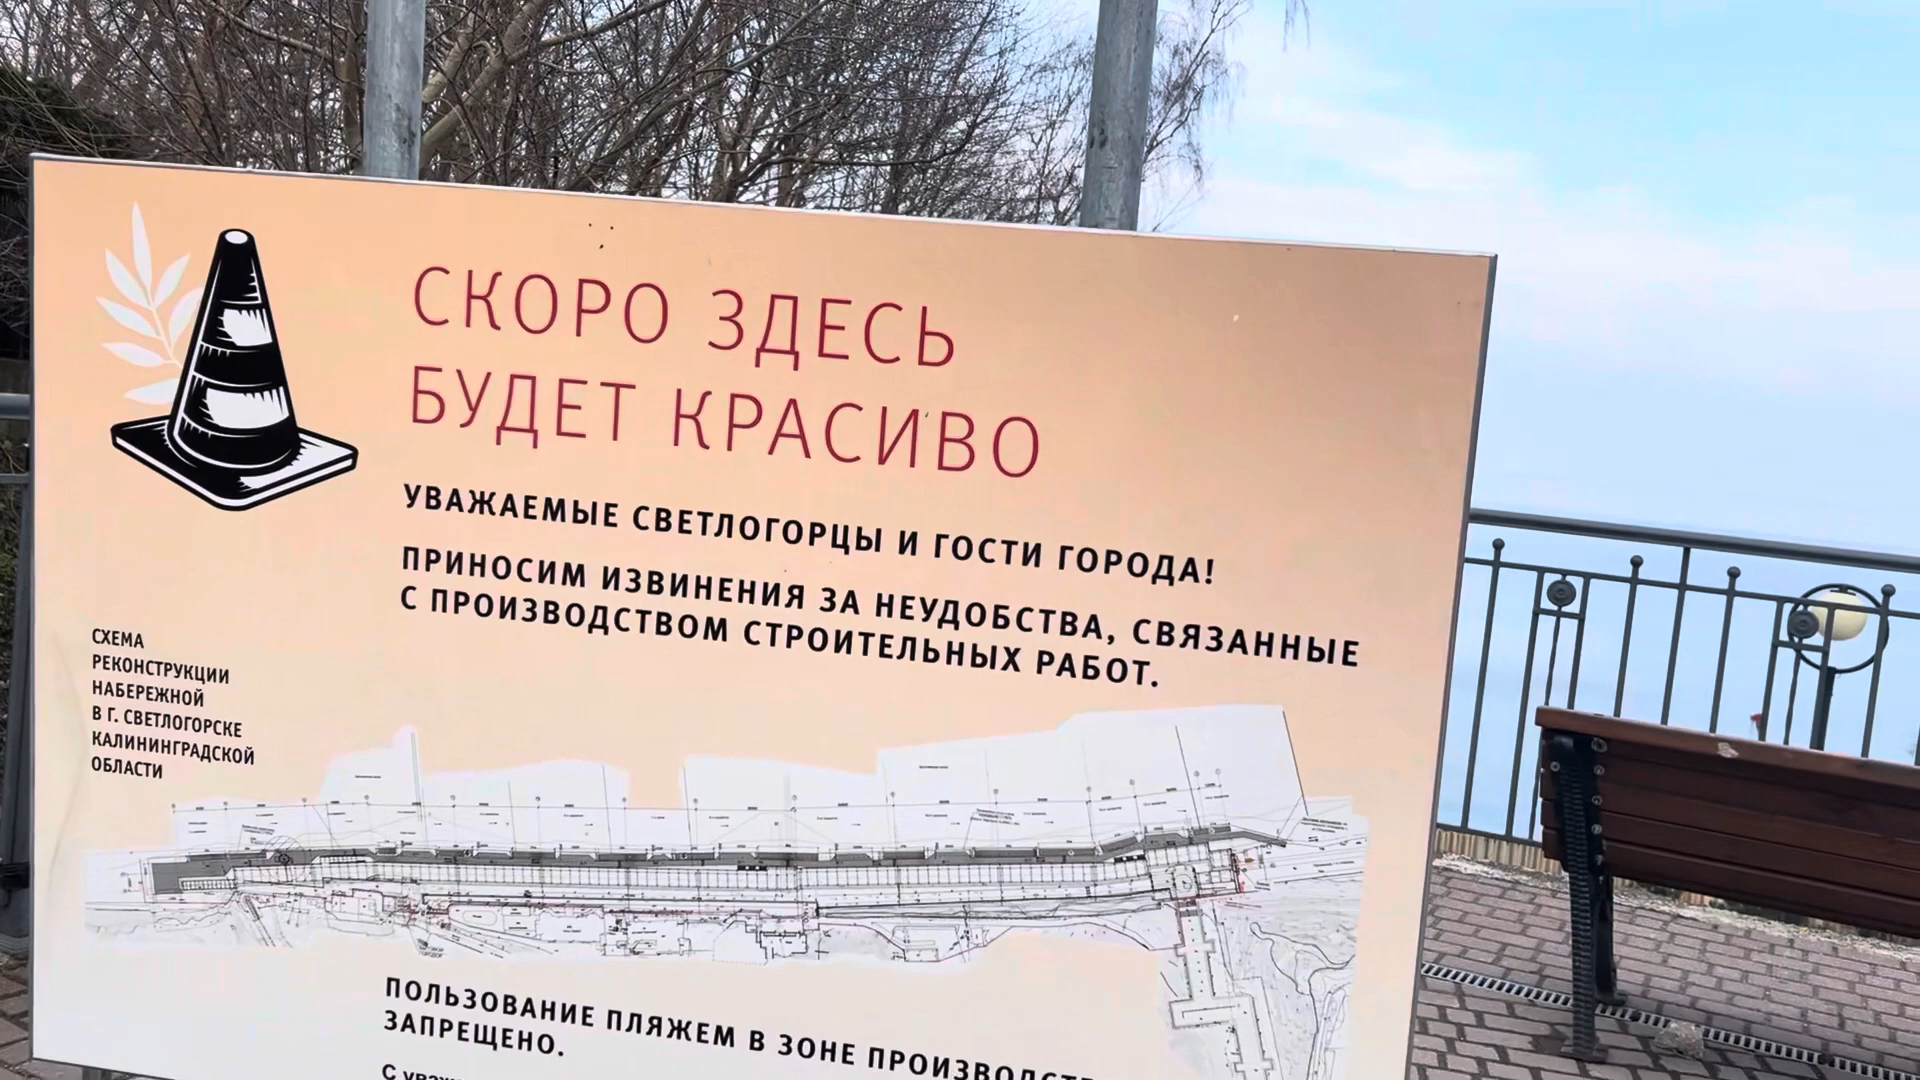 СКОРО ЗДЕСЬ
БУДЕТ КРАСИВО
УВАЖАЕМЫЕ СВЕТЛОГОРЦЫ И ГОСТИ ГОРОДА!
ПРИНОСИМ ИЗВИНЕНИЯ ЗА НЕУДОБСТВА, СВЯЗАННЫЕ
С ПРОИЗВОДСТВОМ СТРОИТЕЛЬНЫХ РАБОТ.
СХЕМА
РЕКОНСТРУКЦИИ
НАБЕРЕЖНОЙ
В Г. СВЕТЛОГОРСКЕ
КАЛИНИНГРАДСКОЙ
ОБЛАСТИ
ПОЛЬЗОВАНИЕ ПЛЯЖЕМ В ЗОНЕ
ЗАПРЕЩЕНО.
С